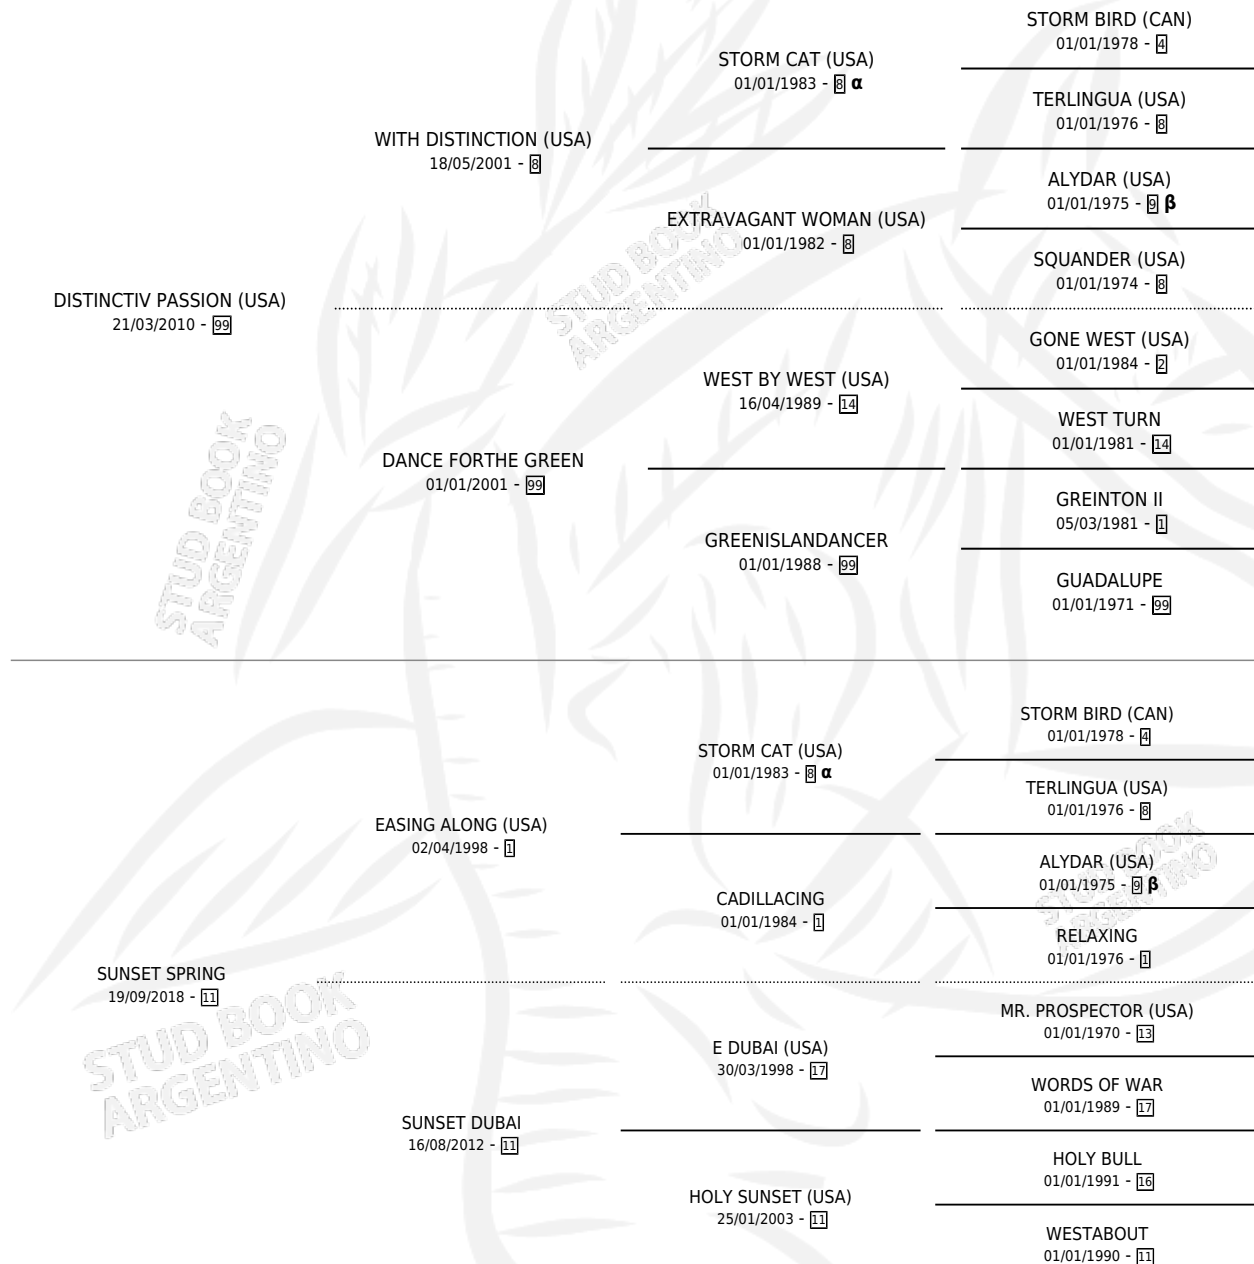 STORM BIRD (CAN)
01/01/1978 - 4
STORM CAT (USA)
01/01/1983 - 8 α
TERLINGUA (USA)
01/01/1976 - 8
WITH DISTINCTION (USA)
18/05/2001 - 8
ALYDAR (USA)
01/01/1975 - 9 β
EXTRAVAGANT WOMAN (USA)
01/01/1982 - 8
SQUANDER (USA)
01/01/1974 - 8
DISTINCTIV PASSION (USA)
21/03/2010 - 99
GONE WEST (USA)
01/01/1984 - 2
WEST BY WEST (USA)
16/04/1989 - 14
WEST TURN
01/01/1981 - 14
DANCE FORTHE GREEN
01/01/2001 - 99
GREINTON II
05/03/1981 - 1
GREENISLANDANCER
01/01/1988 - 99
GUADALUPE
01/01/1971 - 99
STORM BIRD (CAN)
01/01/1978 - 4
STORM CAT (USA)
01/01/1983 - 8 α
TERLINGUA (USA)
01/01/1976 - 8
EASING ALONG (USA)
02/04/1998 - 1
ALYDAR (USA)
01/01/1975 - 9 β
CADILLACING
01/01/1984 - 1
RELAXING
01/01/1976 - 1
SUNSET SPRING
19/09/2018 - 11
MR. PROSPECTOR (USA)
01/01/1970 - 13
E DUBAI (USA)
30/03/1998 - 17
WORDS OF WAR
01/01/1989 - 17
SUNSET DUBAI
16/08/2012 - 11
HOLY BULL
01/01/1991 - 16
HOLY SUNSET (USA)
25/01/2003 - 11
WESTABOUT
01/01/1990 - 11
STUD BOOK
ARGENTINO
STUD BOOK
ARGENTINO
STUD BOOK
ARGENTINO
STUD BOOK
ARGENTINO